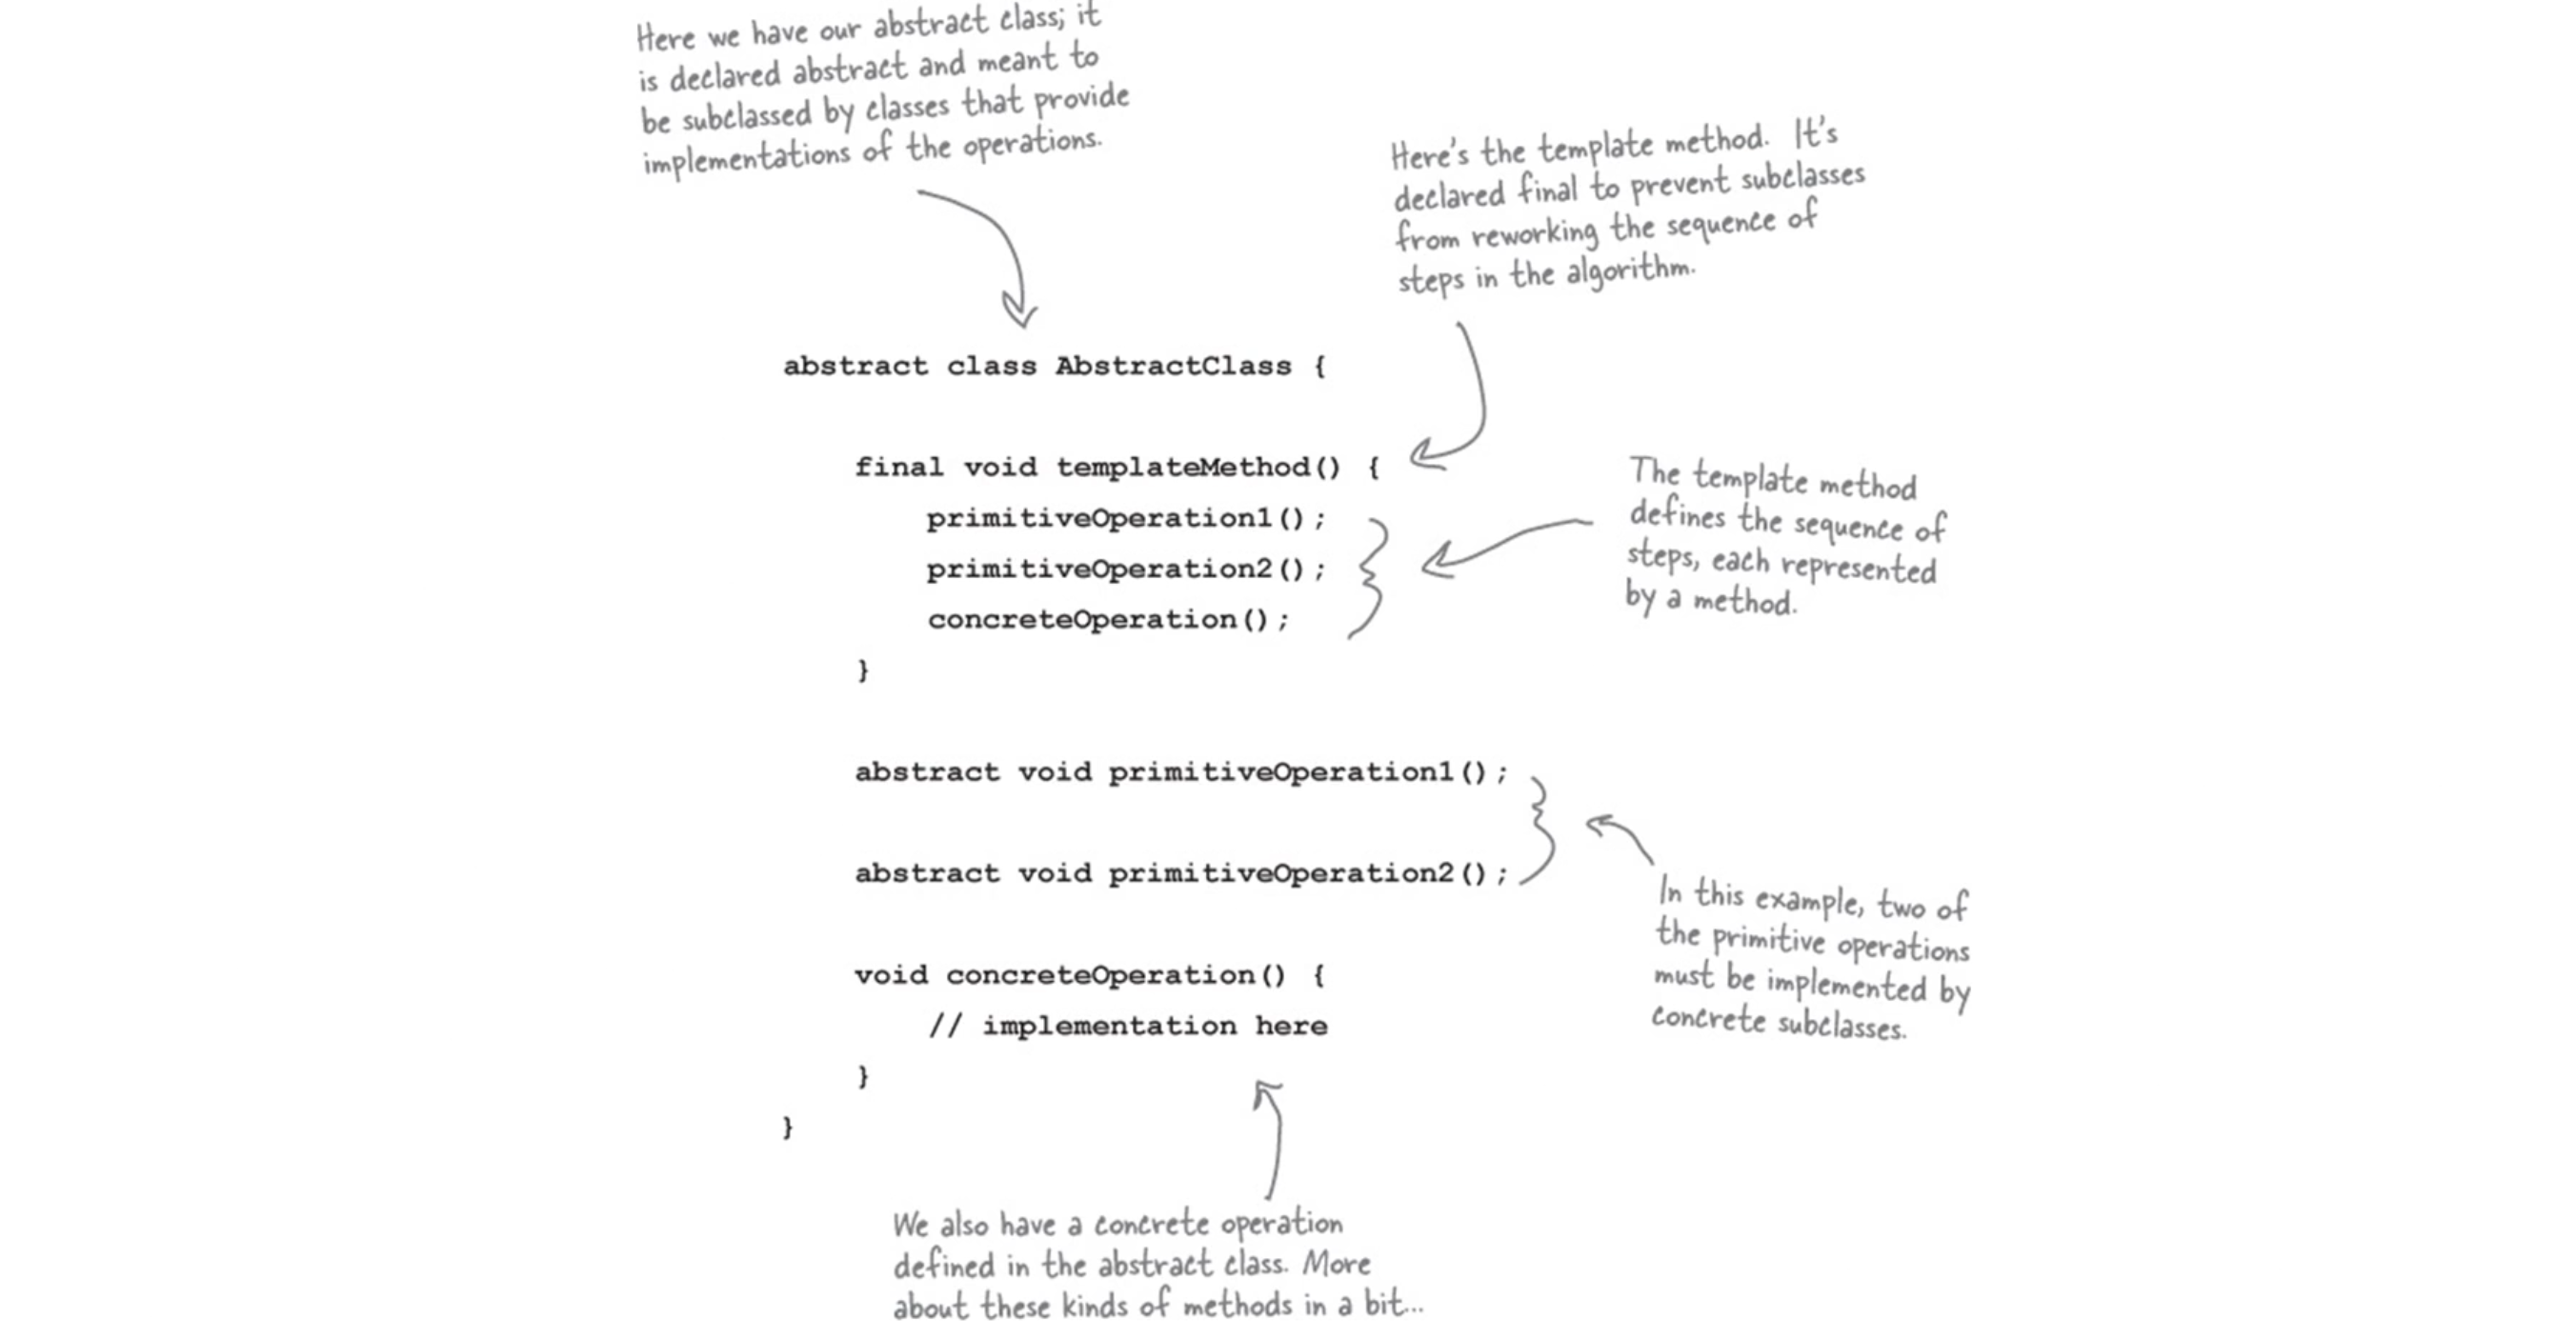 Here we have our abstract class; it
is declared abstract and meant to
be subclassed by classes that provide
implementations of the operations.
Here's the template method. It's
declared final to prevent subclasses
from reworking the sequence of
steps in the algorithm.
abstract class AbstractClass {
final void templateMethod() {
primitiveOperation1();
primitiveOperation2();
concreteOperation();
}
The template method
defines the sequence of
steps, each represented
by a method.
abstract void primitiveOperation1();
abstract void primitiveOperation2();
In this example, two of
the primitive operations
must be implemented by
concrete subclasses.
void concreteOperation() {
// implementation here
}
}
We also have a concrete operation
defined in the abstract class. More
about these kinds of methods in a bit...